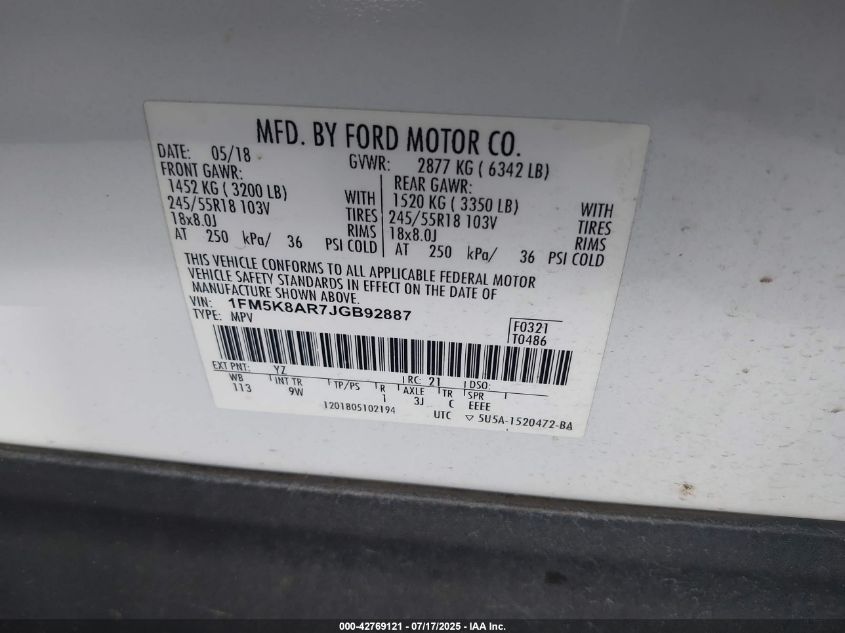 MFD. BY FORD MOTOR CO.
DATE: 05/18 GVWR: 2877 KG ( 6342 LB)
FRONT GAWR: REAR GAWR:
1452 KG ( 3200 LB) WITH 1520 KG ( 3350 LB) WITH
245/55R18 103V TIRES 245/55R18 103V TIRES
18x8.0J RIMS 18x8.0J RIMS
AT 250 kPa/ 36 PSI COLD AT 250 kPa/ 36 PSI COLD
THIS VEHICLE CONFORMS TO ALL APPLICABLE FEDERAL MOTOR
VEHICLE SAFETY STANDARDS IN EFFECT ON THE DATE OF
MANUFACTURE SHOWN ABOVE.
VIN: 1FM5K8AR7JGB92887
TYPE: MPV
F0321
T0486
EXT PNT: YZ RC: 21 DSO:
WB INT TR TP/PS R AXLE TR SPR
113 9W 1 3J C EEEE
1201805102194 UTC ▽ 5U5A-1520472-BA
000-42769121 - 07/17/2025 - IAA Inc.